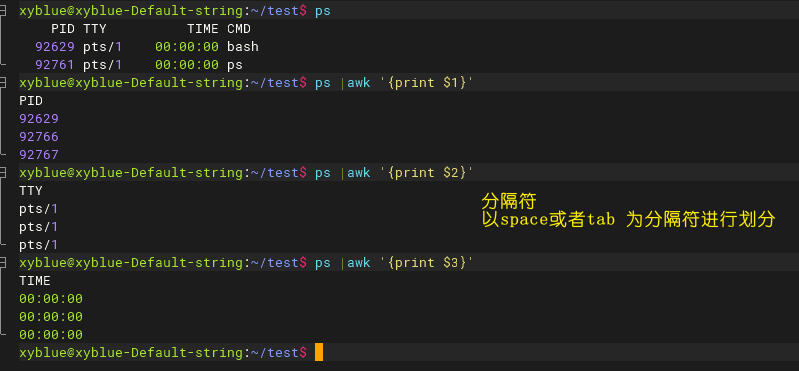 xyblue@xyblue-Default-string:~/test$ ps
PID TTY TIME CMD
92629 pts/1 00:00:00 bash
92761 pts/1 00:00:00 ps
xyblue@xyblue-Default-string:~/test$ ps |awk '{print $1}'
PID
92629
92766
92767
xyblue@xyblue-Default-string:~/test$ ps |awk '{print $2}'
TTY
pts/1
pts/1
pts/1
分隔符
以space或者tab 为分隔符进行划分
xyblue@xyblue-Default-string:~/test$ ps |awk '{print $3}'
TIME
00:00:00
00:00:00
00:00:00
xyblue@xyblue-Default-string:~/test$